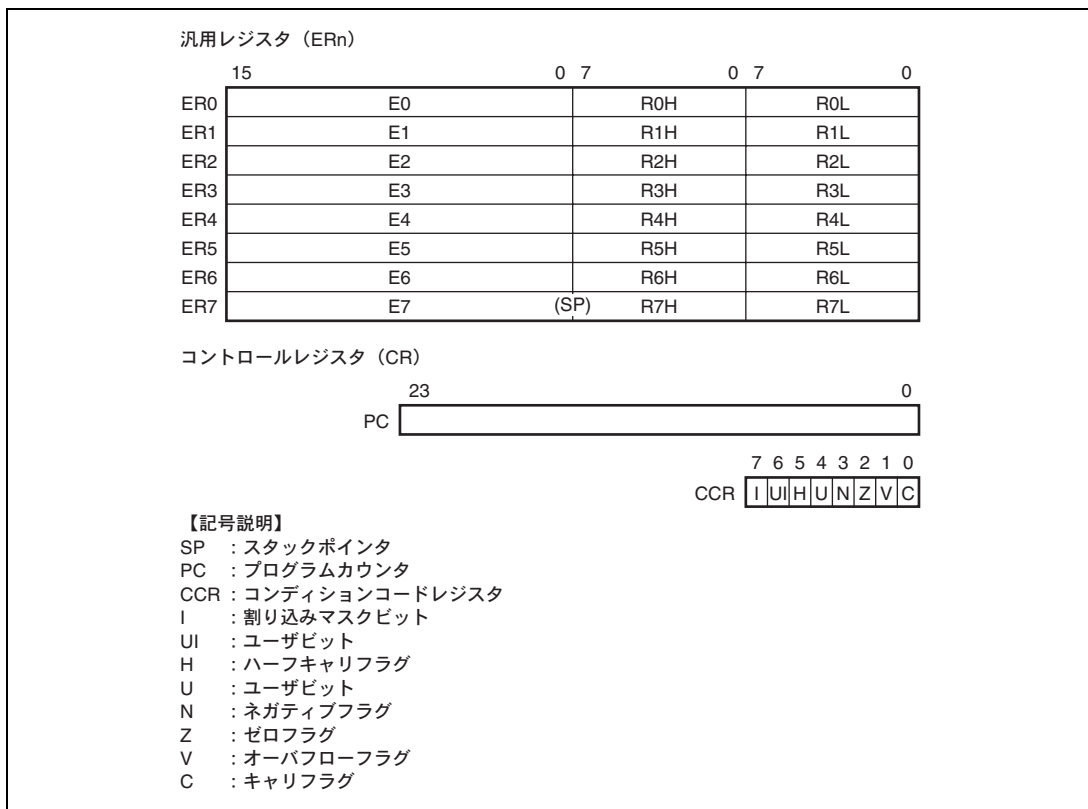 汎用レジスタ（ERn）
15 0 7 0 7 0
ER0 E0 R0H R0L
ER1 E1 R1H R1L
ER2 E2 R2H R2L
ER3 E3 R3H R3L
ER4 E4 R4H R4L
ER5 E5 R5H R5L
ER6 E6 R6H R6L
ER7 E7 (SP) R7H R7L
コントロールレジスタ（CR）
23 0
PC
7 6 5 4 3 2 1 0
CCR I UI H U N Z V C
【記号説明】
SP ：スタックポインタ
PC ：プログラムカウンタ
CCR：コンディションコードレジスタ
I ：割り込みマスクビット
UI ：ユーザビット
H ：ハーフキャリフラグ
U ：ユーザビット
N ：ネガティブフラグ
Z ：ゼロフラグ
V ：オーバフローフラグ
C ：キャリフラグ